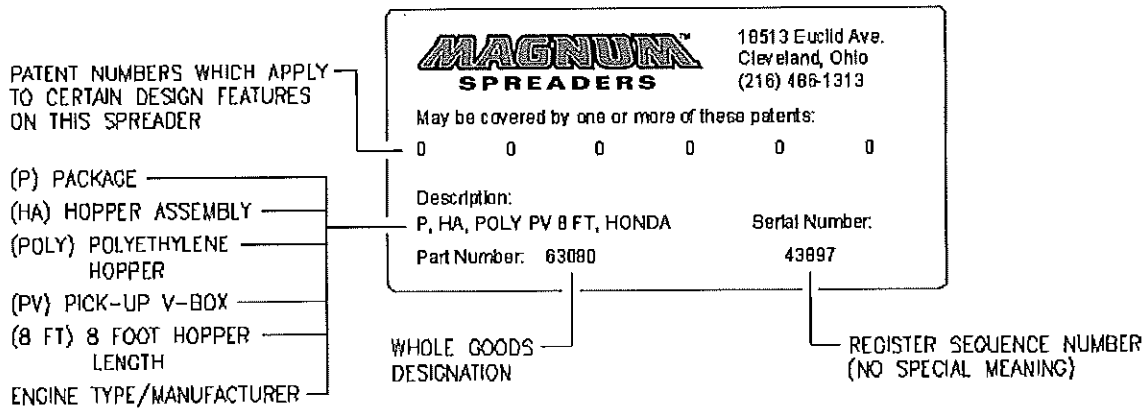 MAGNUM™
SPREADERS
18513 Euclid Ave.
Cleveland, Ohio
(216) 486-1313
PATENT NUMBERS WHICH APPLY
TO CERTAIN DESIGN FEATURES
ON THIS SPREADER
May be covered by one or more of these patents:
0 0 0 0 0 0
(P) PACKAGE
(HA) HOPPER ASSEMBLY
(POLY) POLYETHYLENE
HOPPER
(PV) PICK-UP V-BOX
(8 FT) 8 FOOT HOPPER
LENGTH
ENGINE TYPE/MANUFACTURER
Description:
P, HA, POLY PV 8 FT, HONDA
Serial Number:
Part Number: 63080
43897
WHOLE GOODS
DESIGNATION
REGISTER SEQUENCE NUMBER
(NO SPECIAL MEANING)